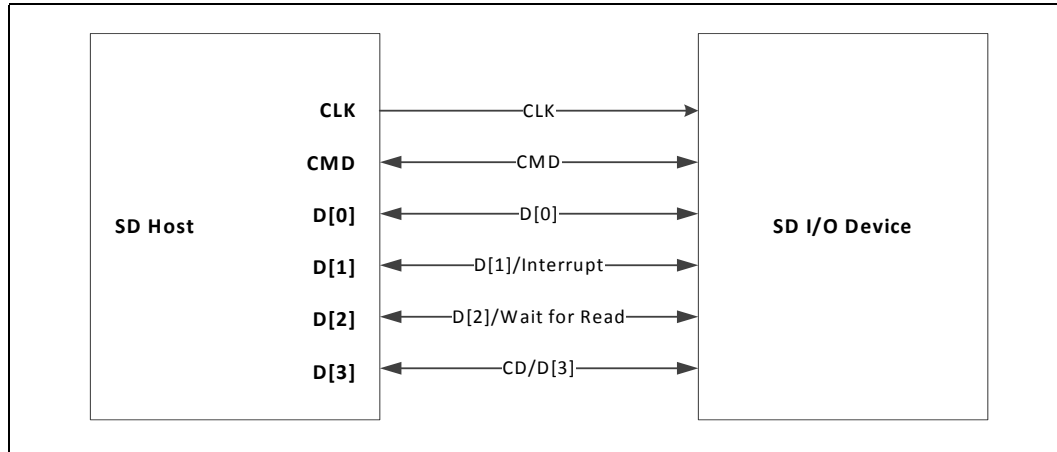 CLK CLK
CMD CMD
SD Host D[0] D[0] SD I/O Device
D[1] D[1]/Interrupt
D[2] D[2]/Wait for Read
D[3] CD/D[3]